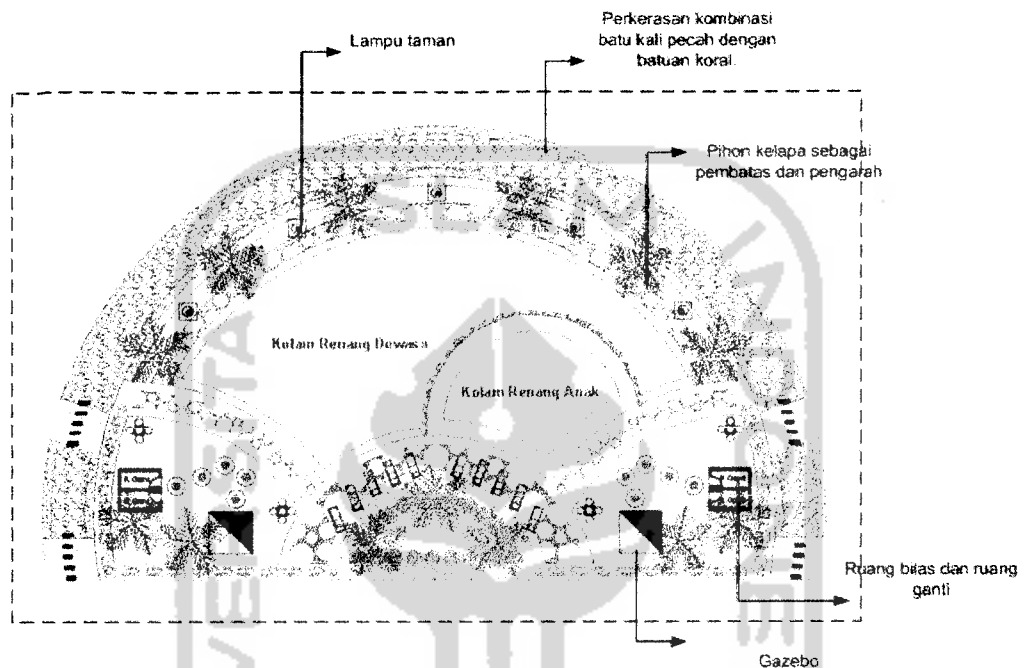 Lampu taman
Perkerasan kombinasi
batu kali pecah dengan
batuan koral.
Pihon kelapa sebagai
pembatas dan pengarah
Kolam Renang Dewasa
Kolam Renang Anak
Ruang bilas dan ruang
ganti
Gazebo